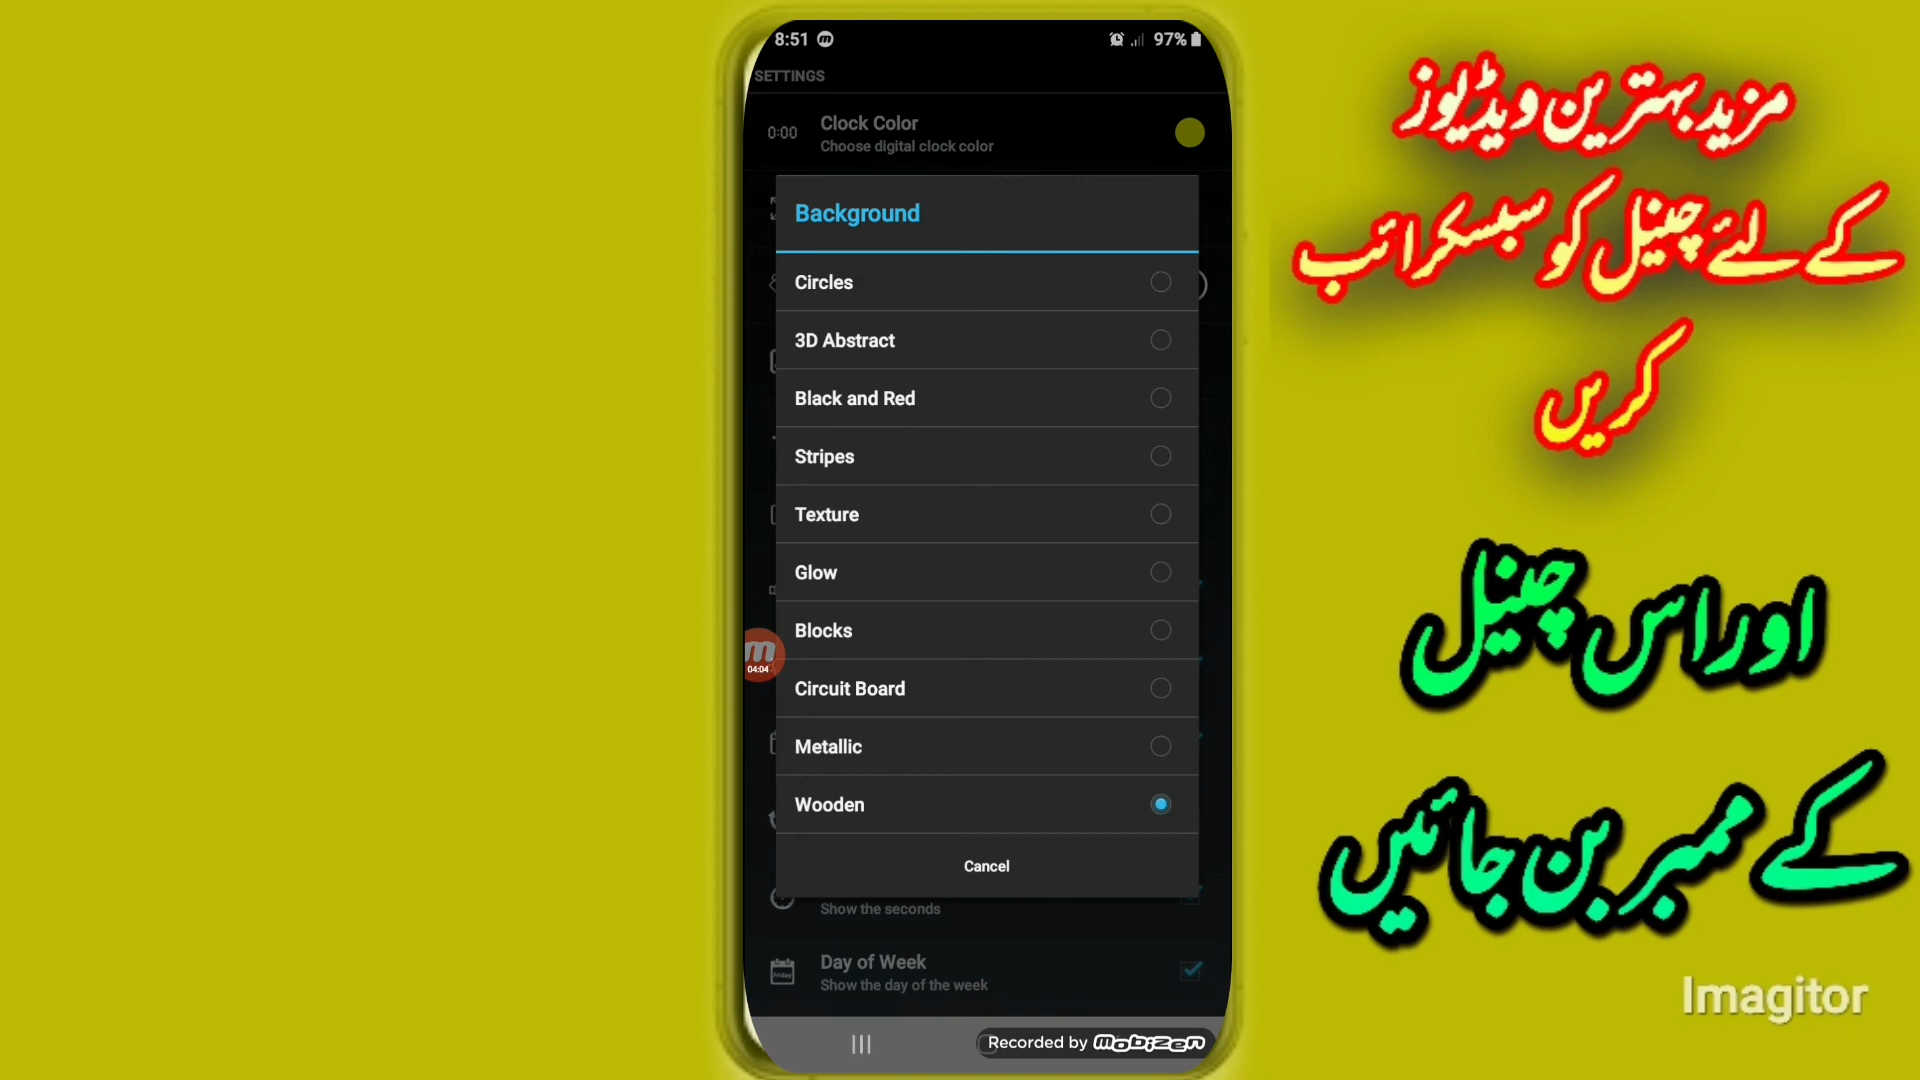 8:51
97%
SETTINGS
0:00
Clock Color
Choose digital clock color
Background
Circles
3D Abstract
Black and Red
Stripes
Texture
Glow
Blocks
Circuit Board
Metallic
Wooden
Cancel
m
04:04
Show the seconds
Day of Week
Show the day of the week
Friday
Recorded by mobizen
مزید بہترین ویڈیوز
کے لئے چینل کو سبسکرائب
کریں
اور اس چینل
کے ممبر بن جائیں
Imagitor